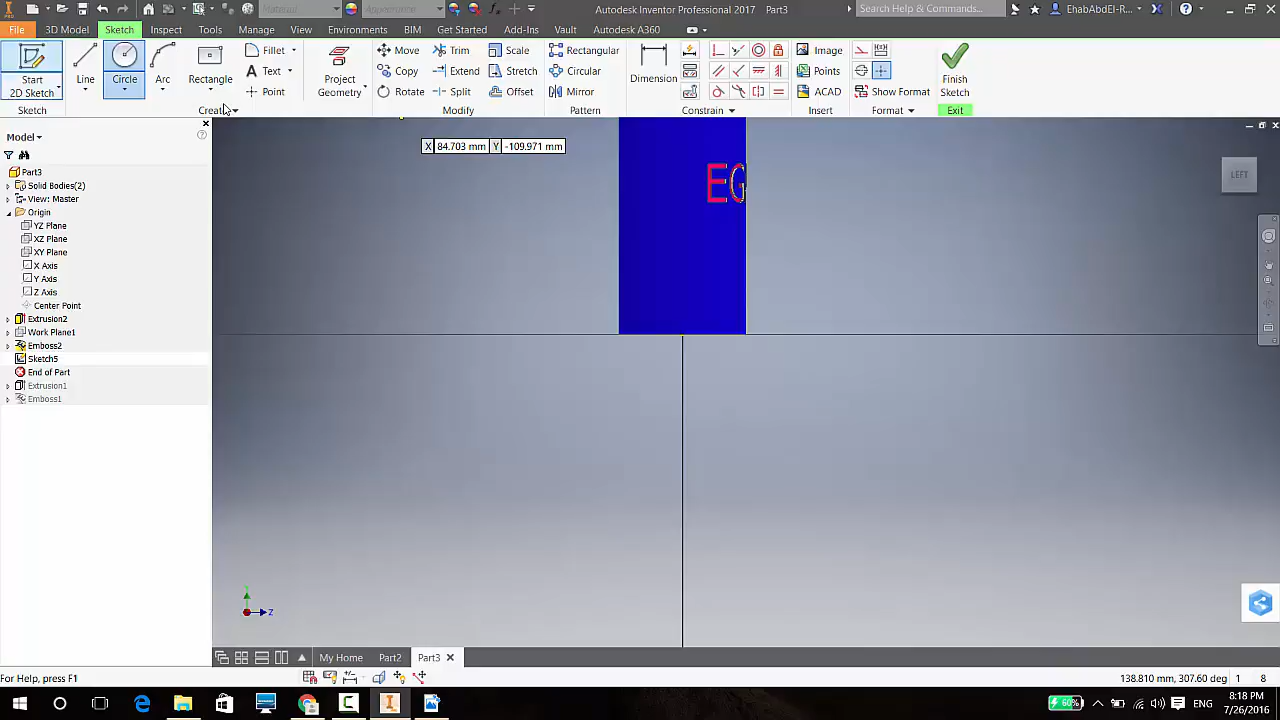 Material
Appearance
Autodesk Inventor Professional 2017 Part3
Search Help & Commands...
EhabAbdEl-R...
File 3D Model Sketch Inspect Tools Manage View Environments BIM Get Started Add-Ins Vault Autodesk A360
Start
2D Sketch
Line
Circle
Arc
Rectangle
Fillet
Text
Point
Project
Geometry
Move
Copy
Rotate
Trim
Extend
Split
Scale
Stretch
Offset
Rectangular
Circular
Mirror
Dimension
Image
Points
ACAD
Show Format
Finish
Sketch
Sketch Create Modify Pattern Constrain Insert Format Exit
Model
X 84.703 mm Y -109.971 mm
EG
LEFT
Part3
Solid Bodies(2)
View: Master
Origin
YZ Plane
XZ Plane
XY Plane
X Axis
Y Axis
Z Axis
Center Point
Extrusion2
Work Plane1
Emboss2
Sketch5
End of Part
Extrusion1
Emboss1
Z
My Home Part2 Part3
For Help, press F1
138.810 mm, 307.60 deg 1 8
60%
8:18 PM
7/26/2016